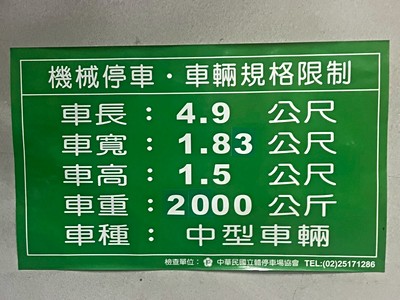 機械停車・車輛規格限制
車長：4.9 公尺
車寬：1.83 公尺
車高：1.5 公尺
車重：2000 公斤
車種：中型車輛
檢查單位：中華民國立體停車場協會 TEL:(02)25171286